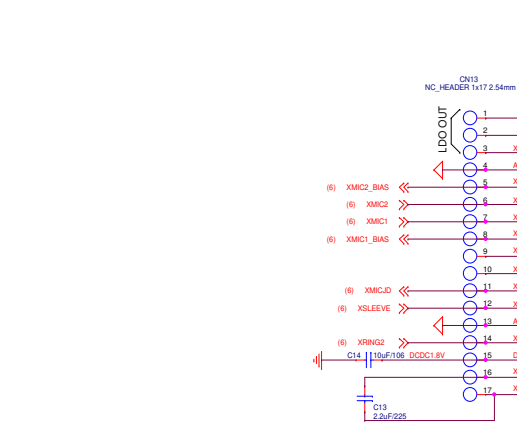 CN13
NC_HEADER 1x17 2.54mm
LDO OUT
1
2
3 X
4 A
(6) XMIC2_BIAS 5 X
(6) XMIC2 6 X
(6) XMIC1 7 X
(6) XMIC1_BIAS 8 X
9 X
10 X
(6) XMICJD 11 X
(6) XSLEEVE 12 X
13 A
(6) XRING2 14 X
C14 10uF/106 DCDC1.8V 15 D
16 X
17 X
C13
2.2uF/225